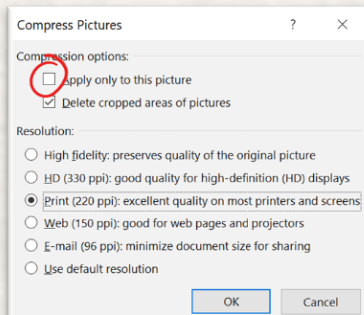 Compress Pictures ? ×
Compression options:
Apply only to this picture
Delete cropped areas of pictures
Resolution:
High fidelity: preserves quality of the original picture
HD (330 ppi): good quality for high-definition (HD) displays
Print (220 ppi): excellent quality on most printers and screens
Web (150 ppi): good for web pages and projectors
E-mail (96 ppi): minimize document size for sharing
Use default resolution
OK Cancel